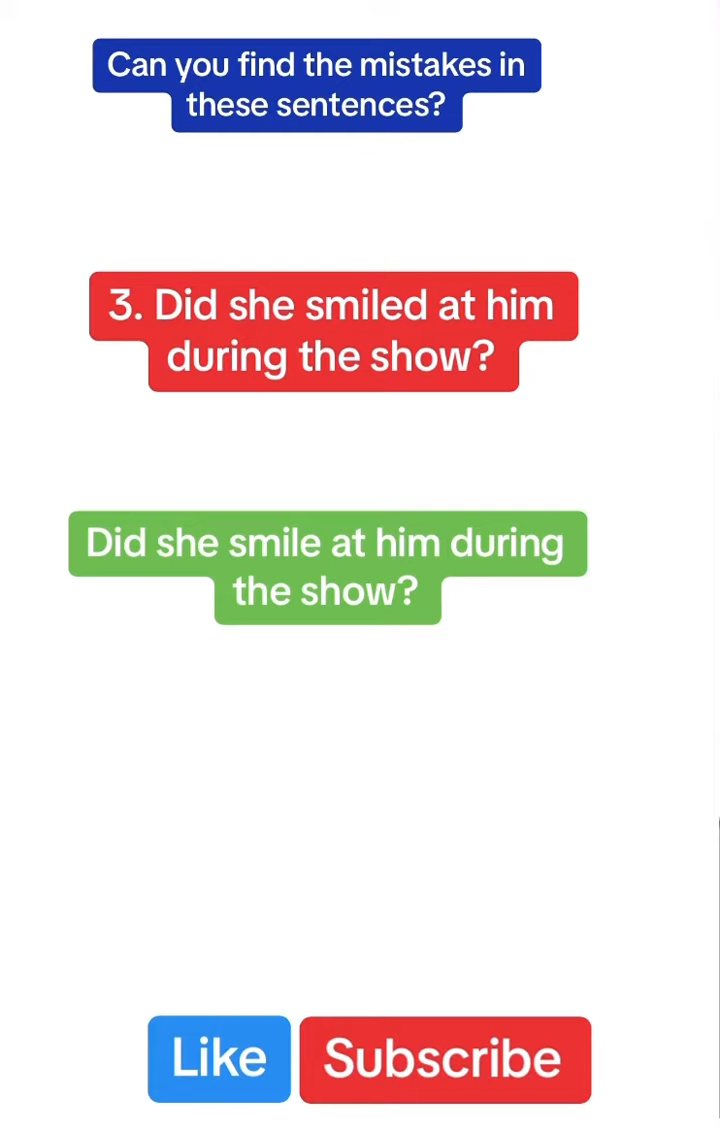 Can you find the mistakes in
these sentences?
3. Did she smiled at him
during the show?
Did she smile at him during
the show?
Like
Subscribe